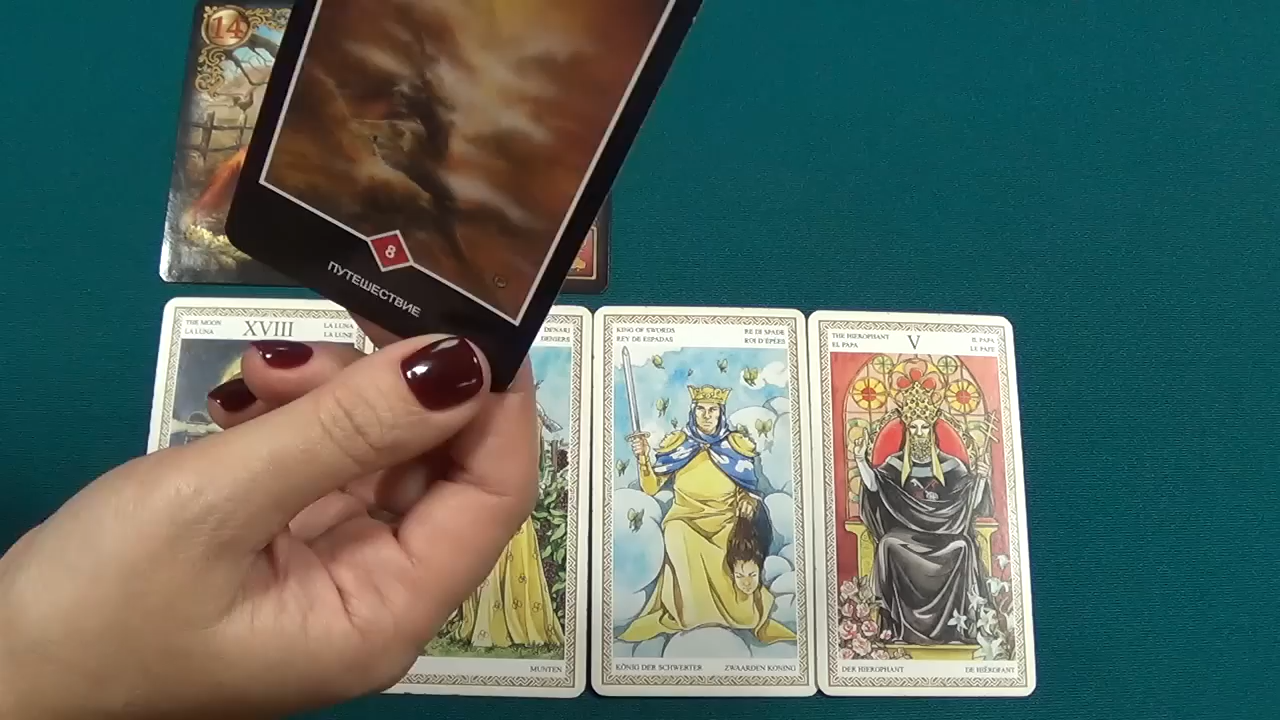 14
8
ПУТЕШЕСТВИЕ
THE MOON
LA LUNA
XVIII
LA LUNA
LA LUNE
DENARI
DENIERS
MUNTEN
KING OF SWORDS
REY DE ESPADAS
RE DI SPADE
ROI D'ÉPÉES
KÖNIG DER SCHWERTER
ZWAARDEN KONING
THE HIEROPHANT
EL PAPA
V
IL PAPA
LE PAPE
DER HIEROPHANT
DE HIËROFANT